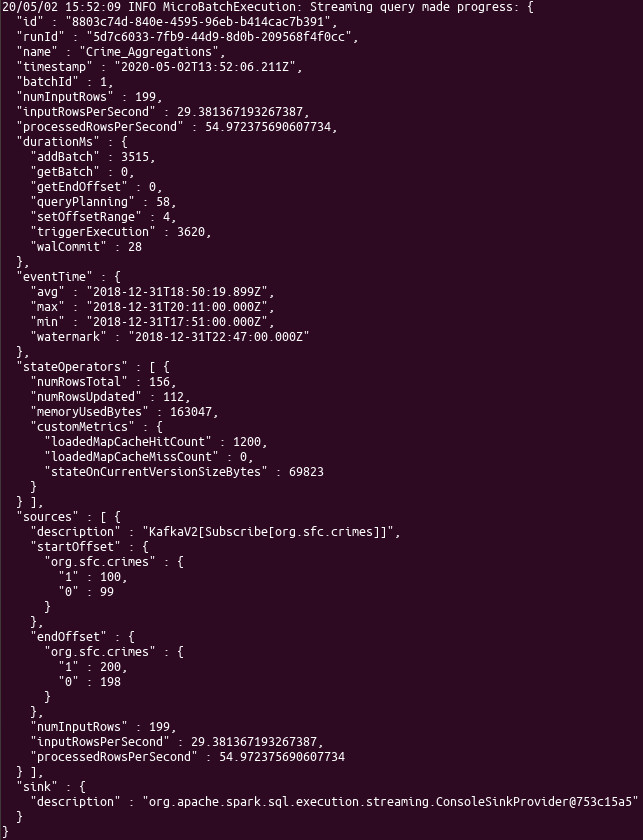 20/05/02 15:52:09 INFO MicroBatchExecution: Streaming query made progress: {
  "id" : "8803c74d-840e-4595-96eb-b414cac7b391",
  "runId" : "5d7c6033-7fb9-44d9-8d0b-209568f4f0cc",
  "name" : "Crime_Aggregations",
  "timestamp" : "2020-05-02T13:52:06.211Z",
  "batchId" : 1,
  "numInputRows" : 199,
  "inputRowsPerSecond" : 29.381367193267387,
  "processedRowsPerSecond" : 54.972375690607734,
  "durationMs" : {
    "addBatch" : 3515,
    "getBatch" : 0,
    "getEndOffset" : 0,
    "queryPlanning" : 58,
    "setOffsetRange" : 4,
    "triggerExecution" : 3620,
    "walCommit" : 28
  },
  "eventTime" : {
    "avg" : "2018-12-31T18:50:19.899Z",
    "max" : "2018-12-31T20:11:00.000Z",
    "min" : "2018-12-31T17:51:00.000Z",
    "watermark" : "2018-12-31T22:47:00.000Z"
  },
  "stateOperators" : [ {
    "numRowsTotal" : 156,
    "numRowsUpdated" : 112,
    "memoryUsedBytes" : 163047,
    "customMetrics" : {
      "loadedMapCacheHitCount" : 1200,
      "loadedMapCacheMissCount" : 0,
      "stateOnCurrentVersionSizeBytes" : 69823
    }
  } ],
  "sources" : [ {
    "description" : "KafkaV2[Subscribe[org.sfc.crimes]]",
    "startOffset" : {
      "org.sfc.crimes" : {
        "1" : 100,
        "0" : 99
      }
    },
    "endOffset" : {
      "org.sfc.crimes" : {
        "1" : 200,
        "0" : 198
      }
    },
    "numInputRows" : 199,
    "inputRowsPerSecond" : 29.381367193267387,
    "processedRowsPerSecond" : 54.972375690607734
  } ],
  "sink" : {
    "description" : "org.apache.spark.sql.execution.streaming.ConsoleSinkProvider@753c15a5"
  }
}